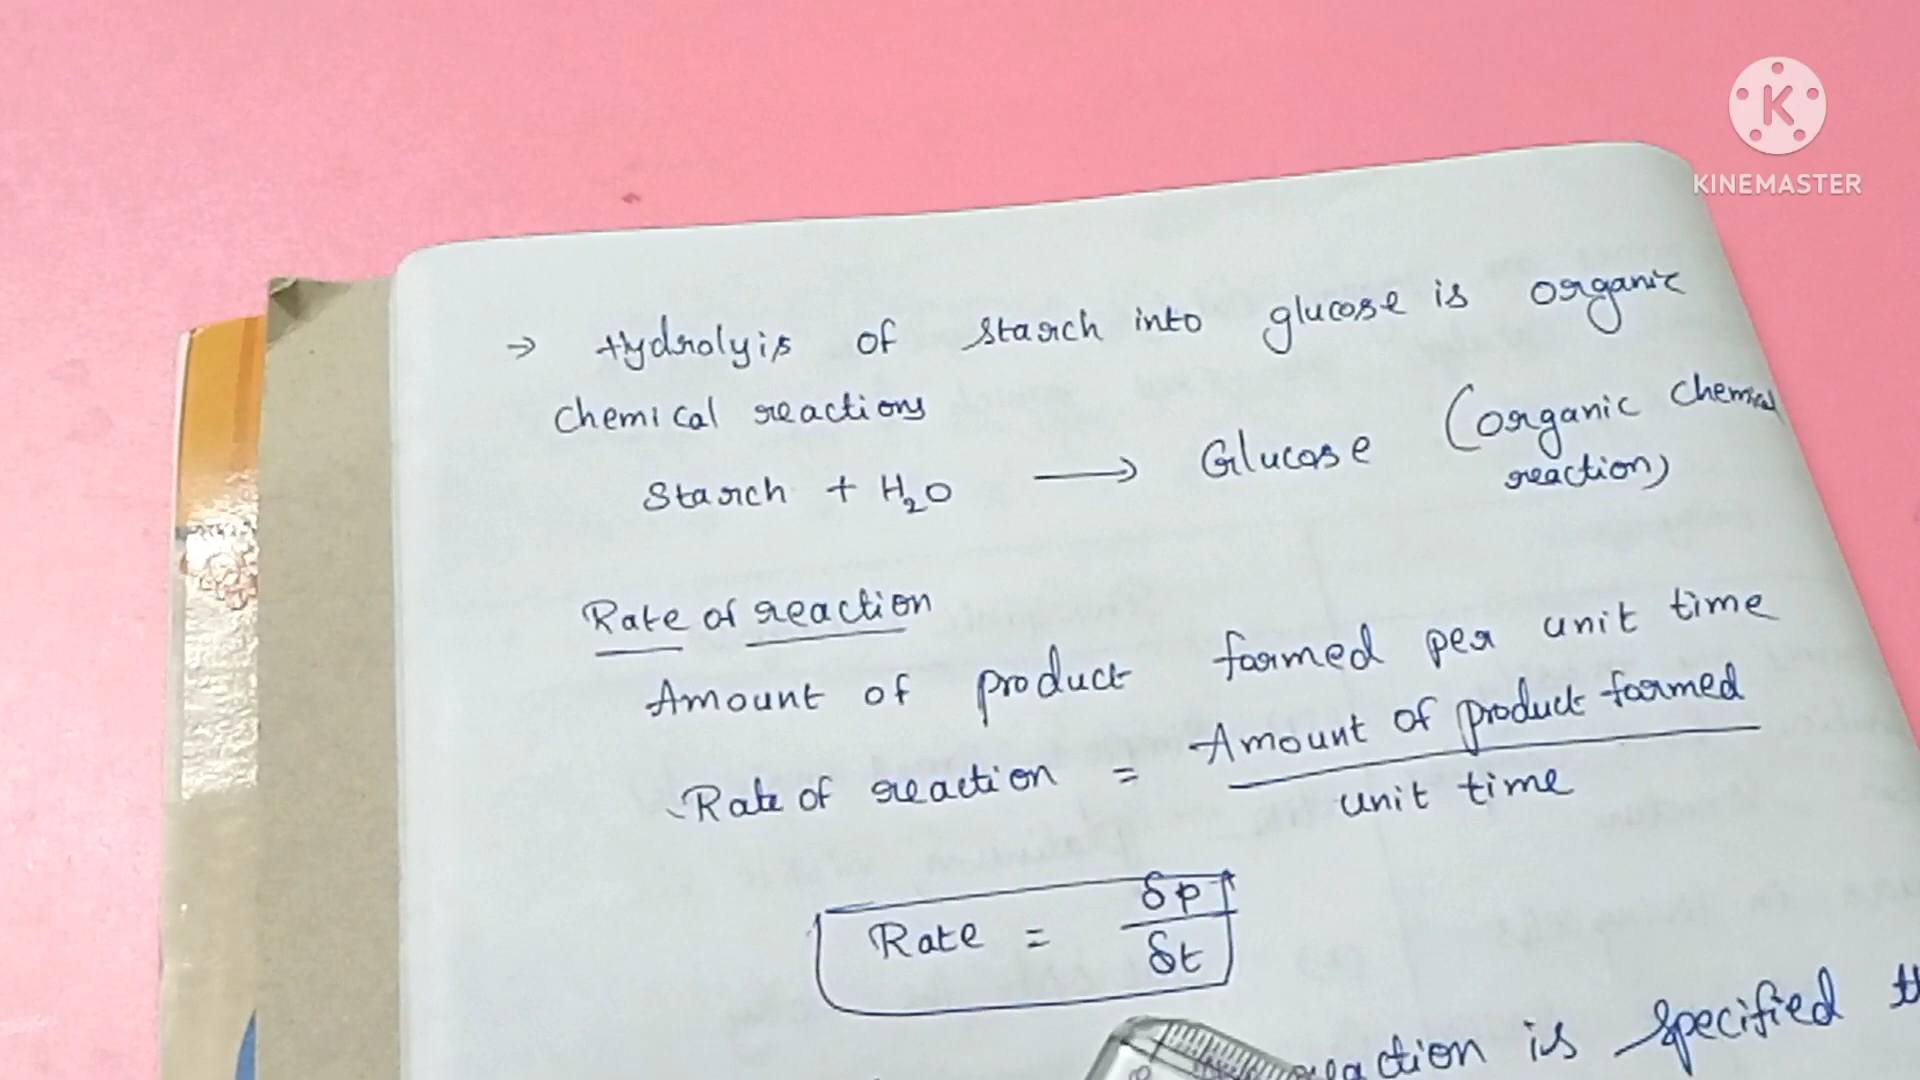 KINEMASTER
→ Hydrolyis of starch into glucose is organic
chemical reactions
Starch + H₂O ⟶ Glucose (organic chemical
reaction)
Rate of reaction
Amount of product formed per unit time
Rate of reaction = Amount of product formed
unit time
Rate = δp
δt
reaction is specified